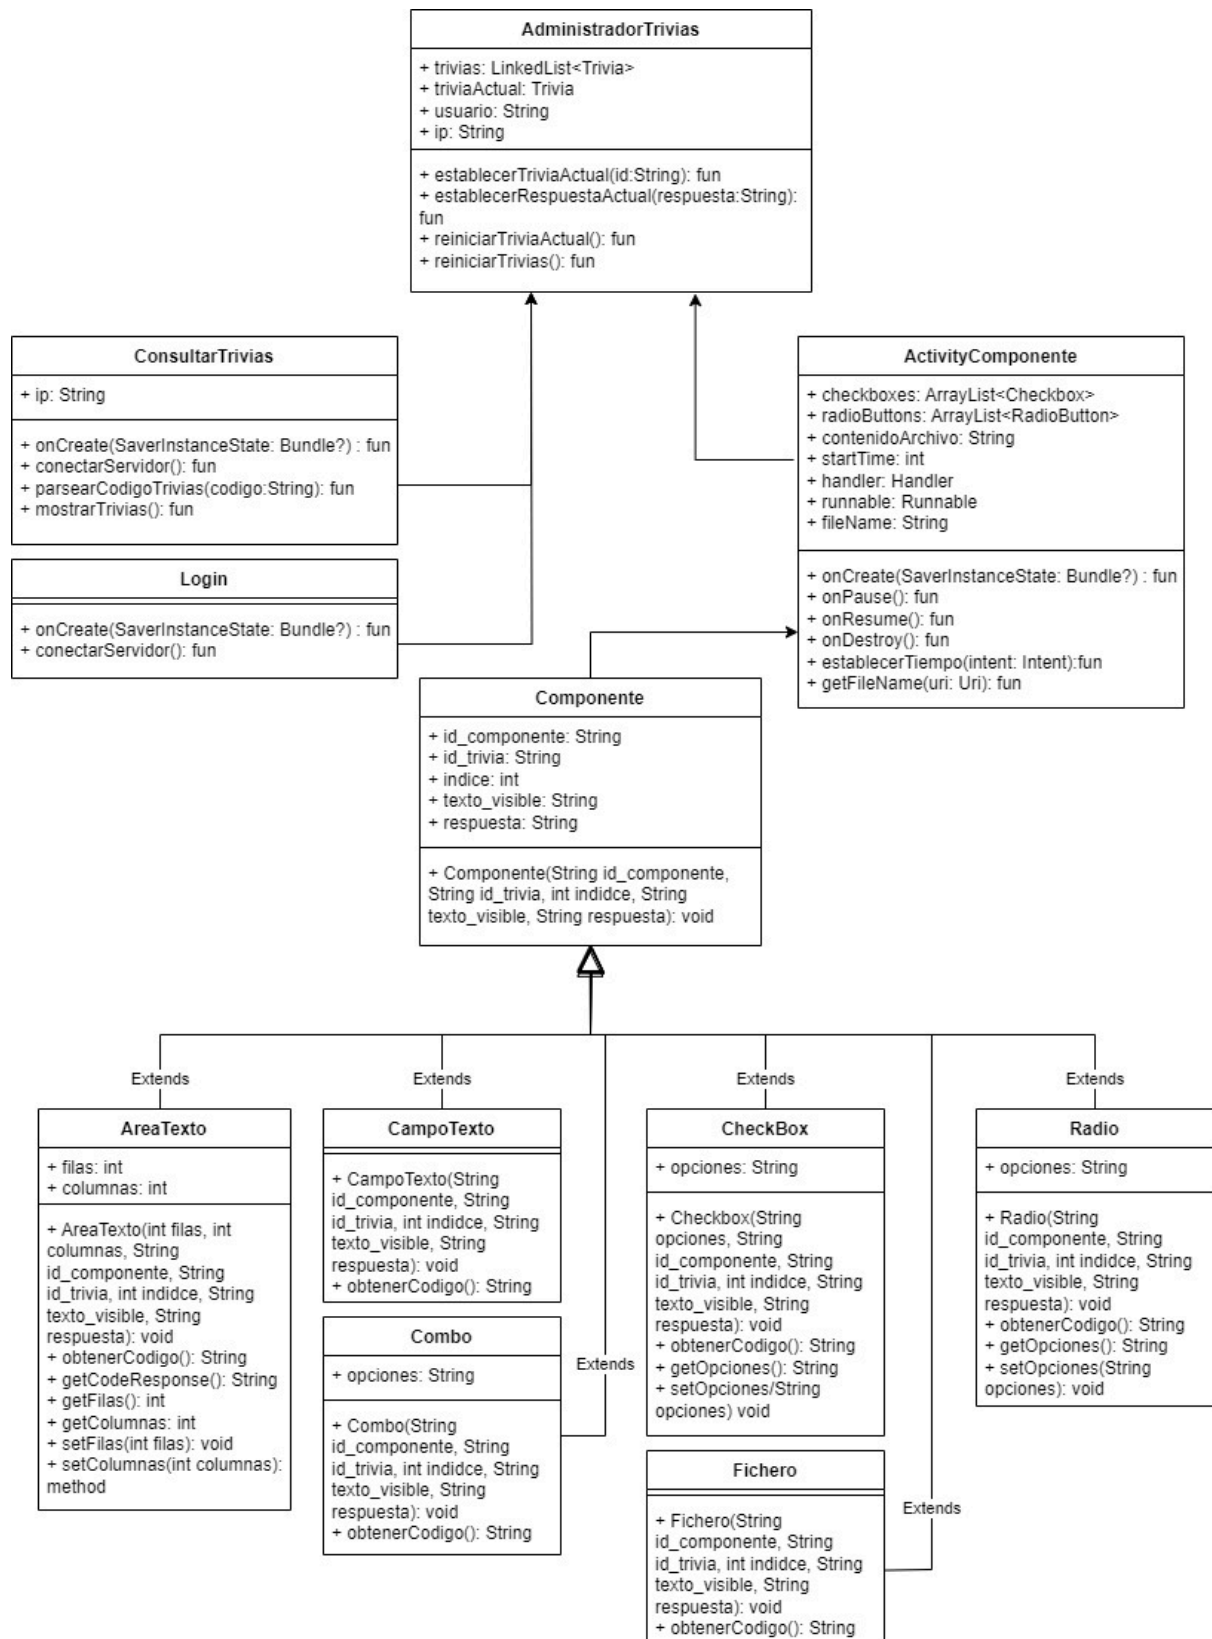 AdministradorTrivias
+ trivias: LinkedList<Trivia>
+ triviaActual: Trivia
+ usuario: String
+ ip: String
+ establecerTriviaActual(id:String): fun
+ establecerRespuestaActual(respuesta:String):
fun
+ reiniciarTriviaActual(): fun
+ reiniciarTrivias(): fun
ConsultarTrivias
+ ip: String
+ onCreate(SaverInstanceState: Bundle?) : fun
+ conectarServidor(): fun
+ parsearCodigoTrivias(codigo:String): fun
+ mostrarTrivias(): fun
Login
+ onCreate(SaverInstanceState: Bundle?) : fun
+ conectarServidor(): fun
ActivityComponente
+ checkboxes: ArrayList<Checkbox>
+ radioButtons: ArrayList<RadioButton>
+ contenidoArchivo: String
+ startTime: int
+ handler: Handler
+ runnable: Runnable
+ fileName: String
+ onCreate(SaverInstanceState: Bundle?) : fun
+ onPause(): fun
+ onResume(): fun
+ onDestroy(): fun
+ establecerTiempo(intent: Intent):fun
+ getFileName(uri: Uri): fun
Componente
+ id_componente: String
+ id_trivia: String
+ indice: int
+ texto_visible: String
+ respuesta: String
+ Componente(String id_componente,
String id_trivia, int indidce, String
texto_visible, String respuesta): void
Extends
Extends
Extends
Extends
AreaTexto
+ filas: int
+ columnas: int
+ AreaTexto(int filas, int
columnas, String
id_componente, String
id_trivia, int indidce, String
texto_visible, String
respuesta): void
+ obtenerCodigo(): String
+ getCodeResponse(): String
+ getFilas(): int
+ getColumnas: int
+ setFilas(int filas): void
+ setColumnas(int columnas):
method
CampoTexto
+ CampoTexto(String
id_componente, String
id_trivia, int indidce, String
texto_visible, String
respuesta): void
+ obtenerCodigo(): String
Combo
+ opciones: String
+ Combo(String
id_componente, String
id_trivia, int indidce, String
texto_visible, String
respuesta): void
+ obtenerCodigo(): String
Extends
CheckBox
+ opciones: String
+ Checkbox(String
opciones, String
id_componente, String
id_trivia, int indidce, String
texto_visible, String
respuesta): void
+ obtenerCodigo(): String
+ getOpciones(): String
+ setOpciones/String
opciones) void
Fichero
+ Fichero(String
id_componente, String
id_trivia, int indidce, String
texto_visible, String
respuesta): void
+ obtenerCodigo(): String
Extends
Radio
+ opciones: String
+ Radio(String
id_componente, String
id_trivia, int indidce, String
texto_visible, String
respuesta): void
+ obtenerCodigo(): String
+ getOpciones(): String
+ setOpciones(String
opciones): void